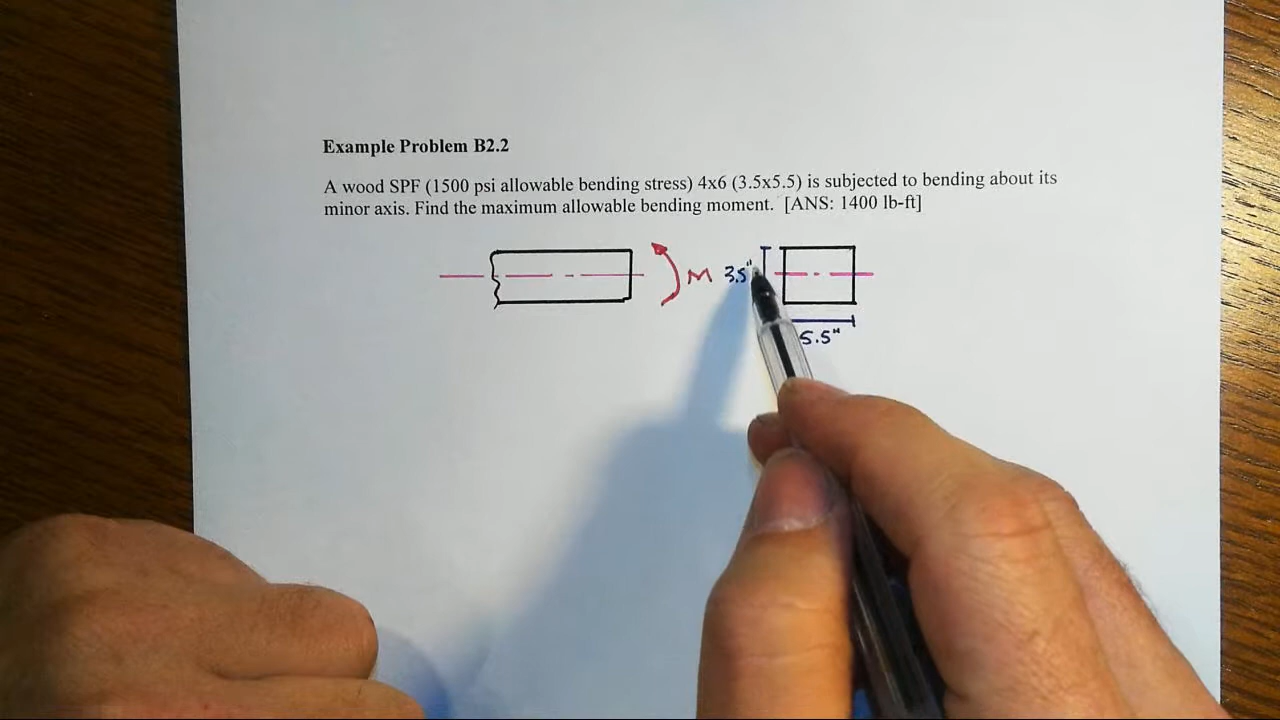 Example Problem B2.2
A wood SPF (1500 psi allowable bending stress) 4x6 (3.5x5.5) is subjected to bending about its
minor axis. Find the maximum allowable bending moment. [ANS: 1400 lb-ft]
M 3.5"
5.5"